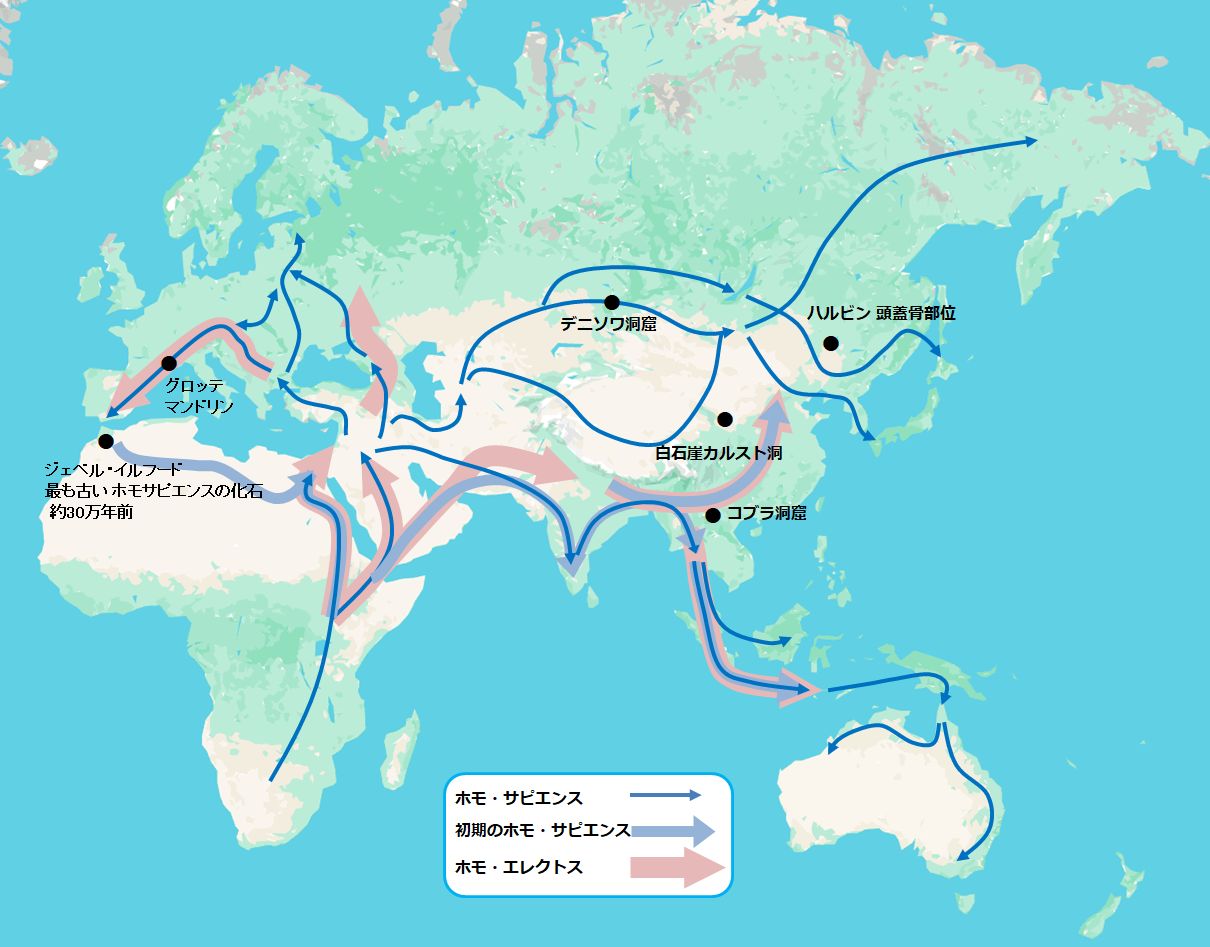 デニソワ洞窟
ハルビン 頭蓋骨部位
グロッテ
マンドリン
白石崖カルスト洞
ジェベル・イルフード
最も古い ホモサピエンスの化石
約30万年前
コブラ洞窟
ホモ・サピエンス
初期のホモ・サピエンス
ホモ・エレクトス